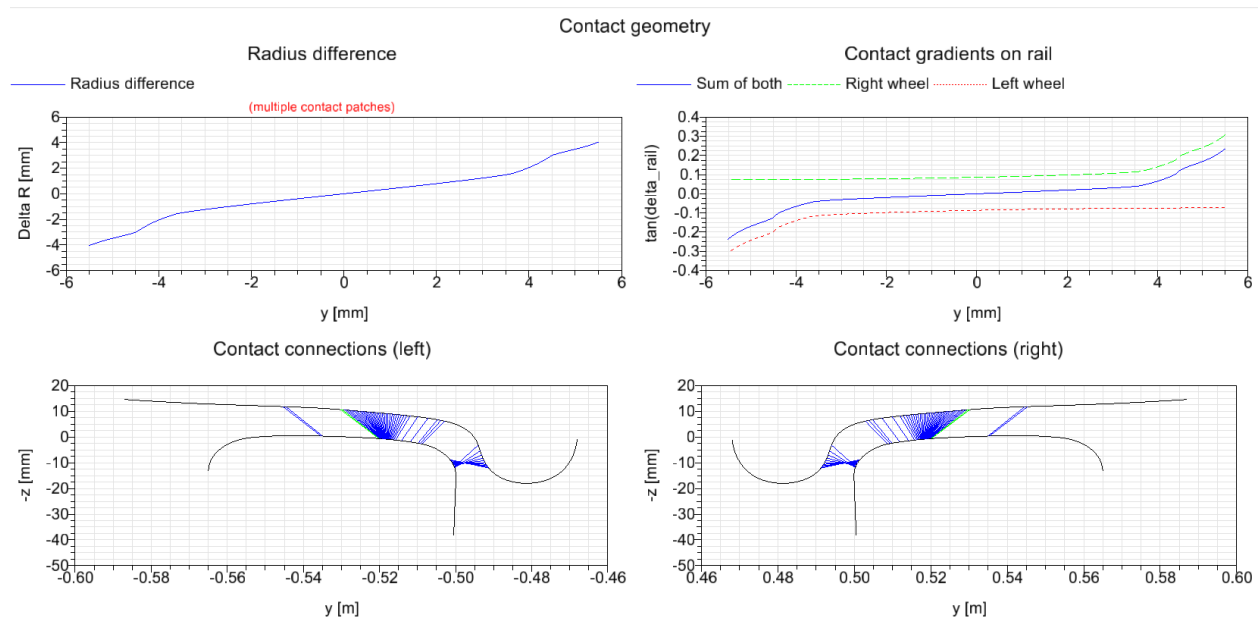 Contact geometry
Radius difference
Radius difference
(multiple contact patches)
6
4
2
0
-2
-4
-6
Delta R [mm]
-6 -4 -2 0 2 4 6
y [mm]
Contact gradients on rail
Sum of both Right wheel Left wheel
0.4
0.3
0.2
0.1
0.0
-0.1
-0.2
-0.3
-0.4
tan(delta_rail)
-6 -4 -2 0 2 4 6
y [mm]
Contact connections (left)
20
10
0
-10
-20
-30
-40
-50
-z [mm]
-0.60 -0.58 -0.56 -0.54 -0.52 -0.50 -0.48 -0.46
y [m]
Contact connections (right)
20
10
0
-10
-20
-30
-40
-50
-z [mm]
0.46 0.48 0.50 0.52 0.54 0.56 0.58 0.60
y [m]